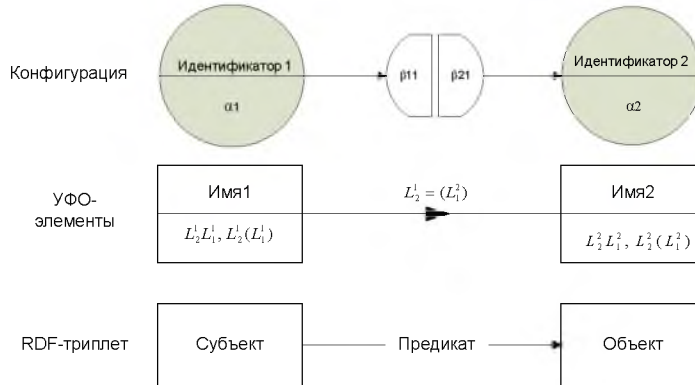 Конфигурация
Идентификатор 1
α1
β11
β21
Идентификатор 2
α2
УФО-
элементы
Имя1
L¹₂L¹₁, L¹₂(L¹₁)
L¹₂ = (L²₁)
Имя2
L²₂L²₁, L²₂(L²₁)
RDF-триплет
Субъект
Предикат
Объект